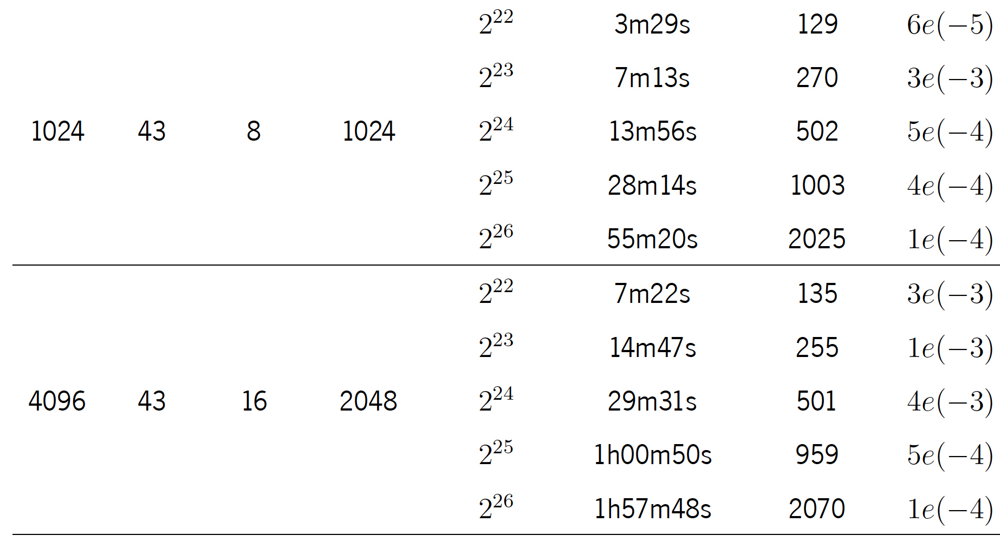 2^22 3m29s 129 6e(−5)
2^23 7m13s 270 3e(−3)
1024 43 8 1024 2^24 13m56s 502 5e(−4)
2^25 28m14s 1003 4e(−4)
2^26 55m20s 2025 1e(−4)
2^22 7m22s 135 3e(−3)
2^23 14m47s 255 1e(−3)
4096 43 16 2048 2^24 29m31s 501 4e(−3)
2^25 1h00m50s 959 5e(−4)
2^26 1h57m48s 2070 1e(−4)